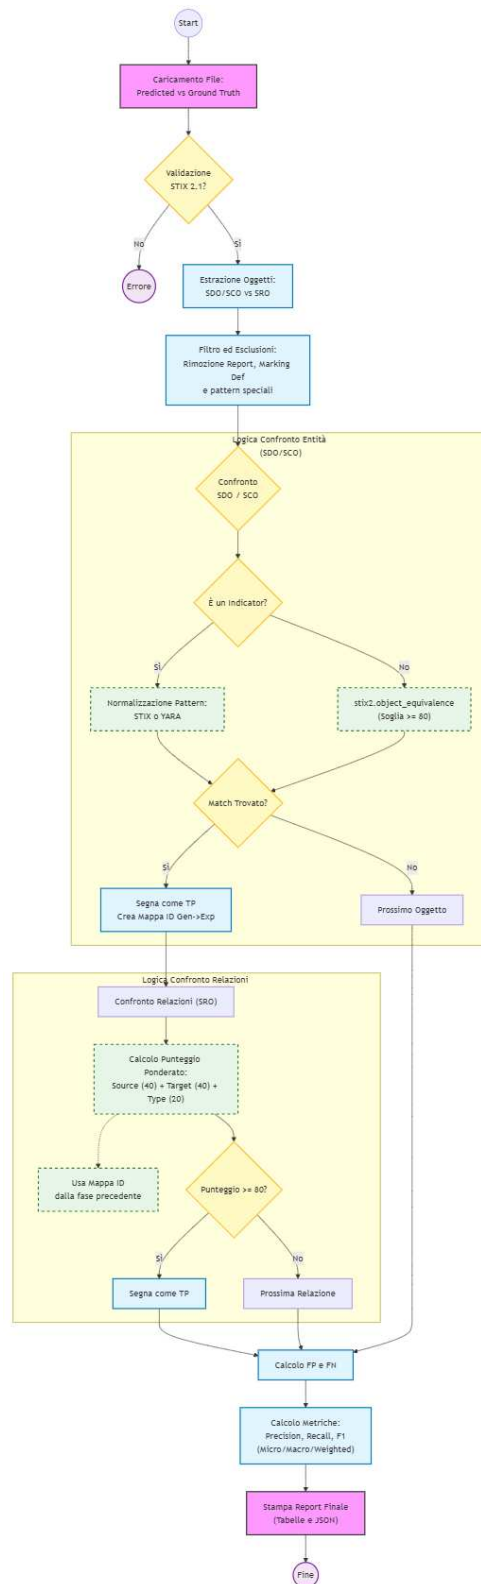 Start
Caricamento File:
Predicted vs Ground Truth
Validazione
STIX 2.1?
No
Sì
Errore
Estrazione Oggetti:
SDO/SCO vs SRO
Filtro ed Esclusioni:
Rimozione Report, Marking
Def
e pattern speciali
Logica Confronto Entità
(SDO/SCO)
Confronto
SDO / SCO
È un Indicator?
Sì
No
Normalizzazione Pattern:
STIX o YARA
stix2.object_equivalence
(Soglia >= 80)
Match Trovato?
Sì
No
Segna come TP
Crea Mappa ID Gen->Exp
Prossimo Oggetto
Logica Confronto Relazioni
Confronto Relazioni (SRO)
Calcolo Punteggio
Ponderato:
Source (40) + Target (40) +
Type (20)
Usa Mappa ID
dalla fase precedente
Punteggio >= 80?
Sì
No
Segna come TP
Prossima Relazione
Calcolo FP e FN
Calcolo Metriche:
Precision, Recall, F1
(Micro/Macro/Weighted)
Stampa Report Finale
(Tabelle e JSON)
Fine